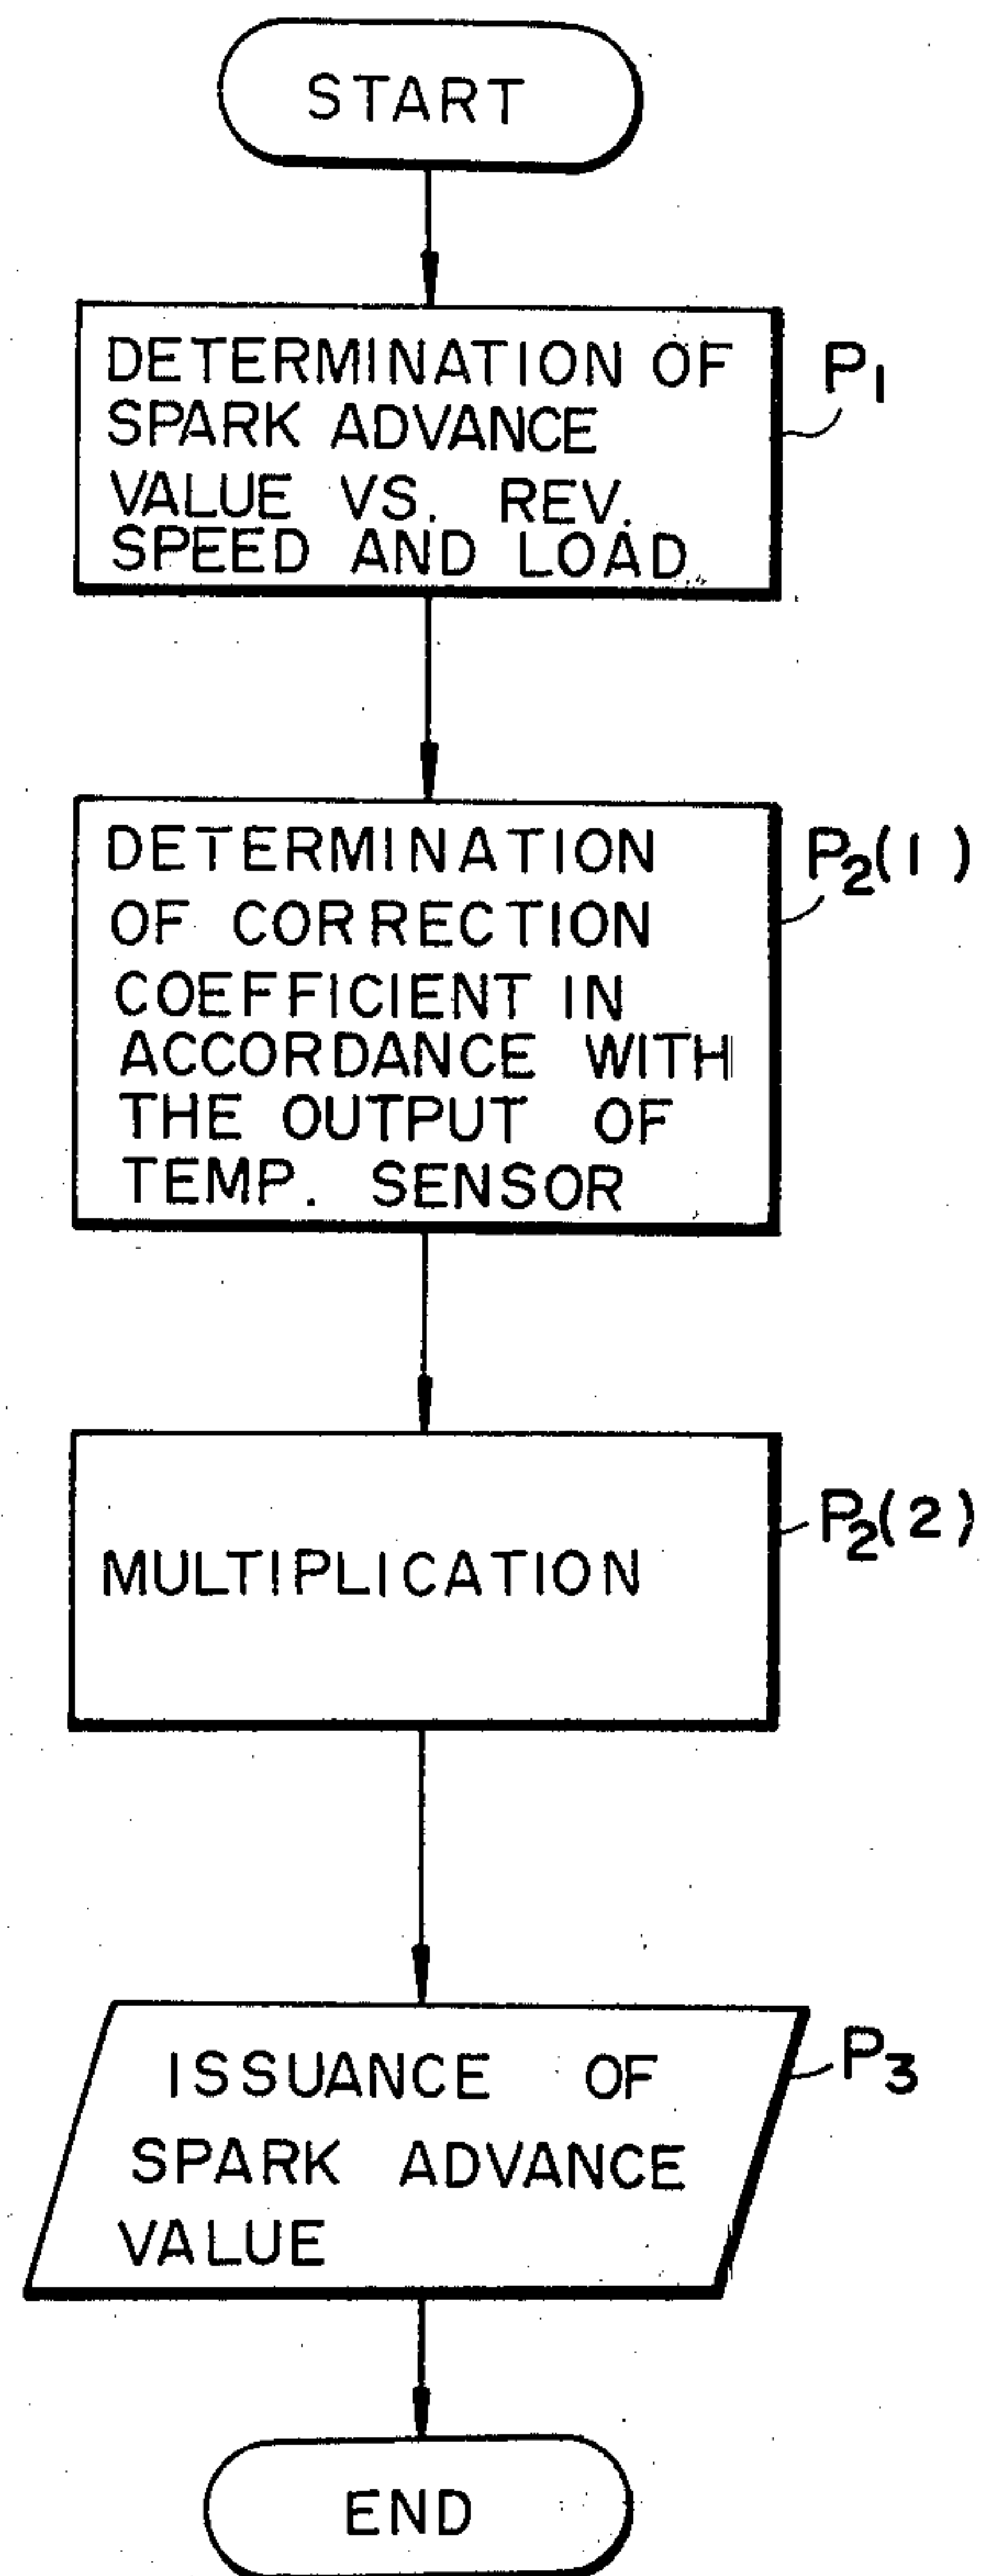 START
DETERMINATION OF
SPARK ADVANCE
VALUE VS. REV.
SPEED AND LOAD
P1
DETERMINATION
OF CORRECTION
COEFFICIENT IN
ACCORDANCE WITH
THE OUTPUT OF
TEMP. SENSOR
P2(1)
MULTIPLICATION
P2(2)
ISSUANCE OF
SPARK ADVANCE
VALUE
P3
END